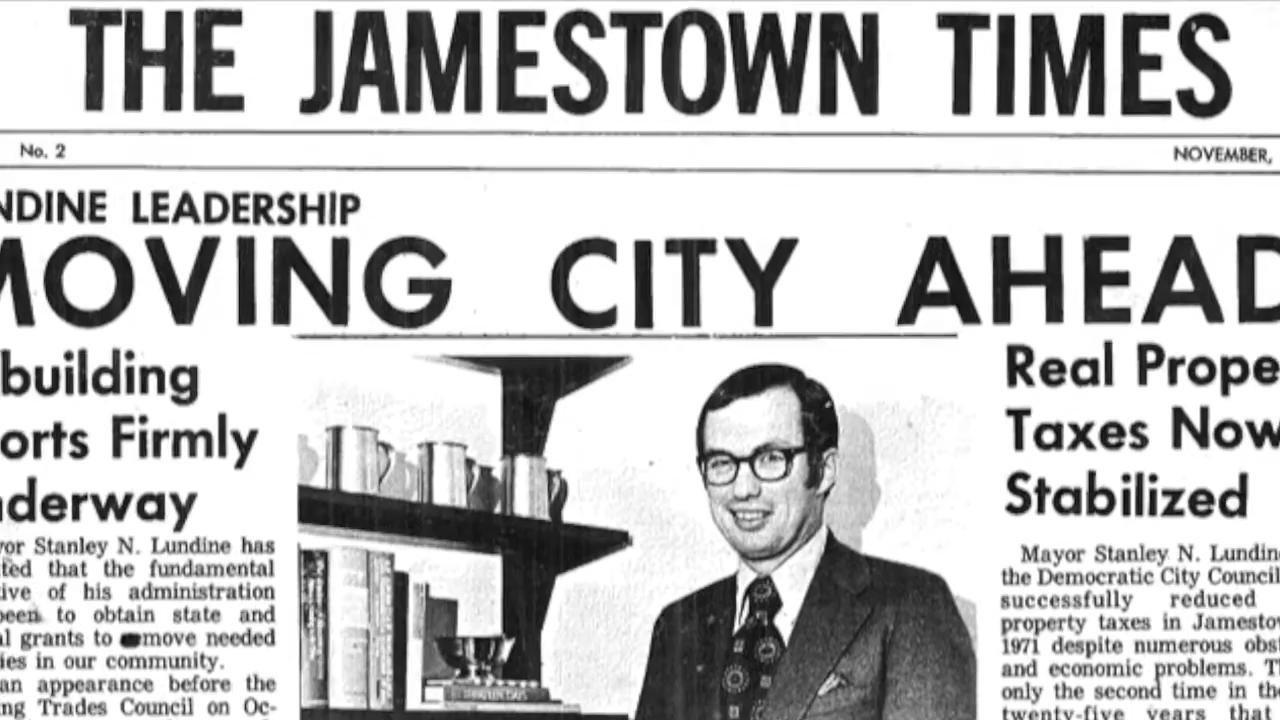 THE JAMESTOWN TIMES
No. 2
NOVEMBER,
NDINE LEADERSHIP
MOVING CITY AHEAD
building
orts Firmly
nderway
yor Stanley N. Lundine has
ted that the fundamental
tive of his administration
been to obtain state and
al grants to move needed
ies in our community.
an appearance before the
ng Trades Council on Oc-
Real Prope
Taxes Now
Stabilized
Mayor Stanley N. Lundine
the Democratic City Council
successfully reduced
property taxes in Jamestow
1971 despite numerous obst
and economic problems. Th
only the second time in the
twenty-five years that